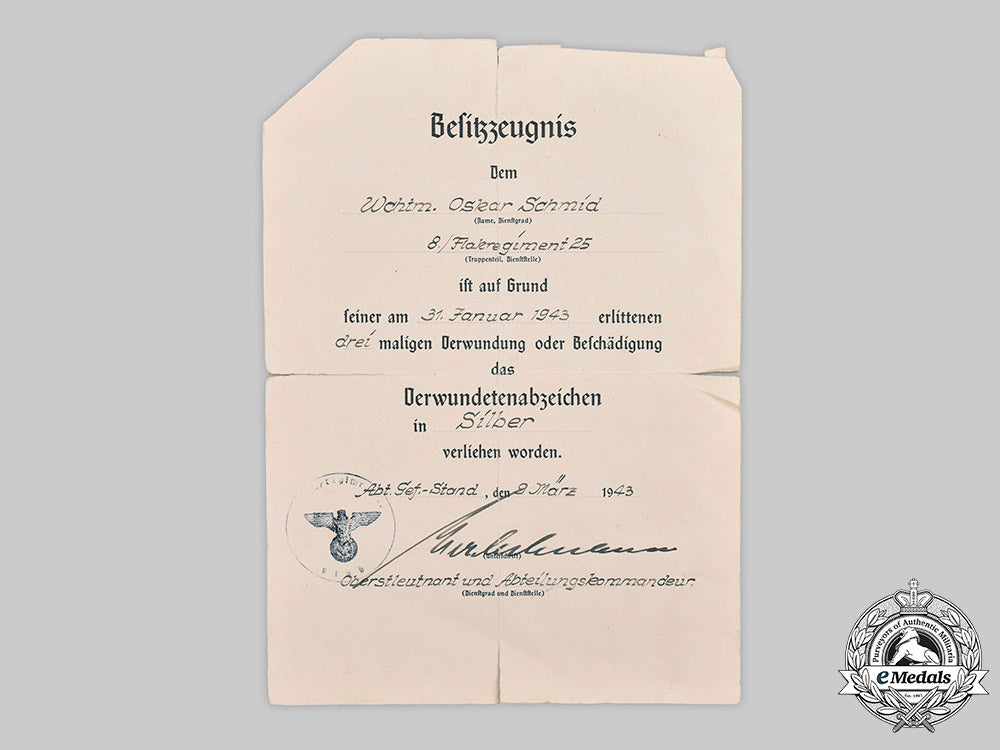 Besitzzeugnis
Dem
Wchtm. Oskar Schmid
(Name, Dienstgrad)
8./Flakregiment 25
(Truppenteil, Dienststelle)
ist auf Grund
seiner am 31. Januar 1943 erlittenen
drei maligen Verwundung oder Beschädigung
das
Verwundetenabzeichen
in Silber
verliehen worden.
Abt. Gef.-Stand, den 2 März 1943
(Unterschrift)
Oberstleutnant und Abteilungskommandeur.
(Dienstgrad und Dienststelle)
Purveyors of Authentic Militaria
eMedals